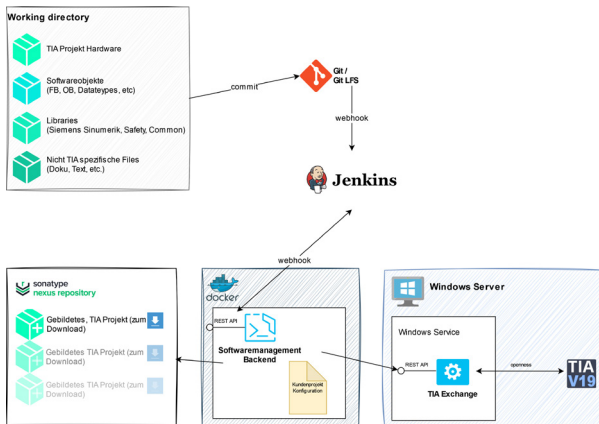 Working directory
TIA Projekt Hardware
Softwareobjekte
(FB, OB, Datateypes, etc)
Libraries
(Siemens Sinumerik, Safety, Common)
Nicht TIA spezifische Files
(Doku, Text, etc.)
commit
Git /
Git LFS
webhook
Jenkins
webhook
sonatype
nexus repository
Gebildetes, TIA Projekt (zum
Download)
Gebildetes TIA Projekt (zum
Download)
Gebildetes TIA Projekt (zum
Download)
docker
REST API
Softwaremanagement
Backend
Kundenprojekt
Konfiguration
Windows Server
Windows Service
REST API
TIA Exchange
openness
TIA
V19